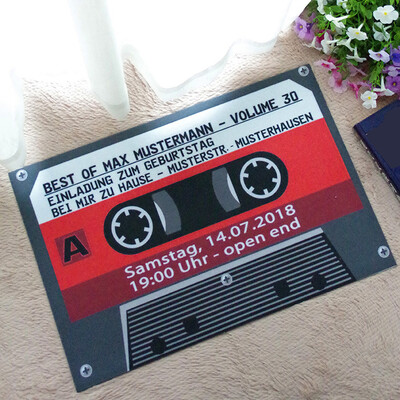 BEST OF MAX MUSTERMANN - VOLUME 30
EINLADUNG ZUM GEBURTSTAG
BEI MIR ZU HAUSE - MUSTERSTR. - MUSTERHAUSEN
A
Samstag, 14.07.2018
19:00 Uhr - open end